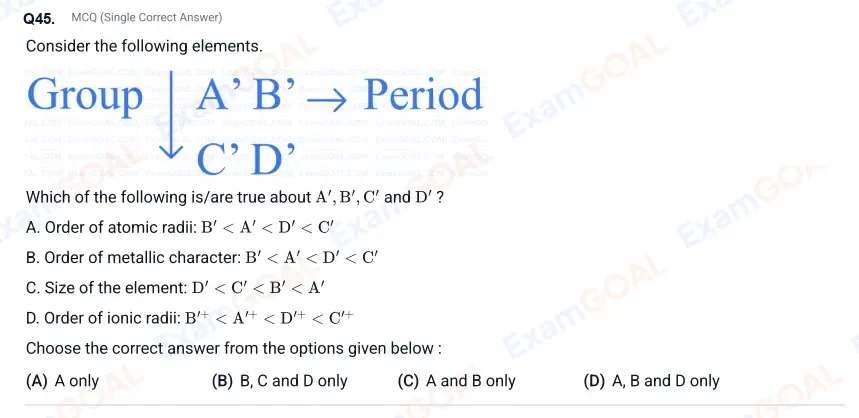 Q45. MCQ (Single Correct Answer)
Consider the following elements.
Group ↓ A’ B’ → Period
C’ D’
Which of the following is/are true about A′, B′, C′ and D′ ?
A. Order of atomic radii: B′ < A′ < D′ < C′
B. Order of metallic character: B′ < A′ < D′ < C′
C. Size of the element: D′ < C′ < B′ < A′
D. Order of ionic radii: B′⁺ < A′⁺ < D′⁺ < C′⁺
Choose the correct answer from the options given below :
(A) A only (B) B, C and D only (C) A and B only (D) A, B and D only